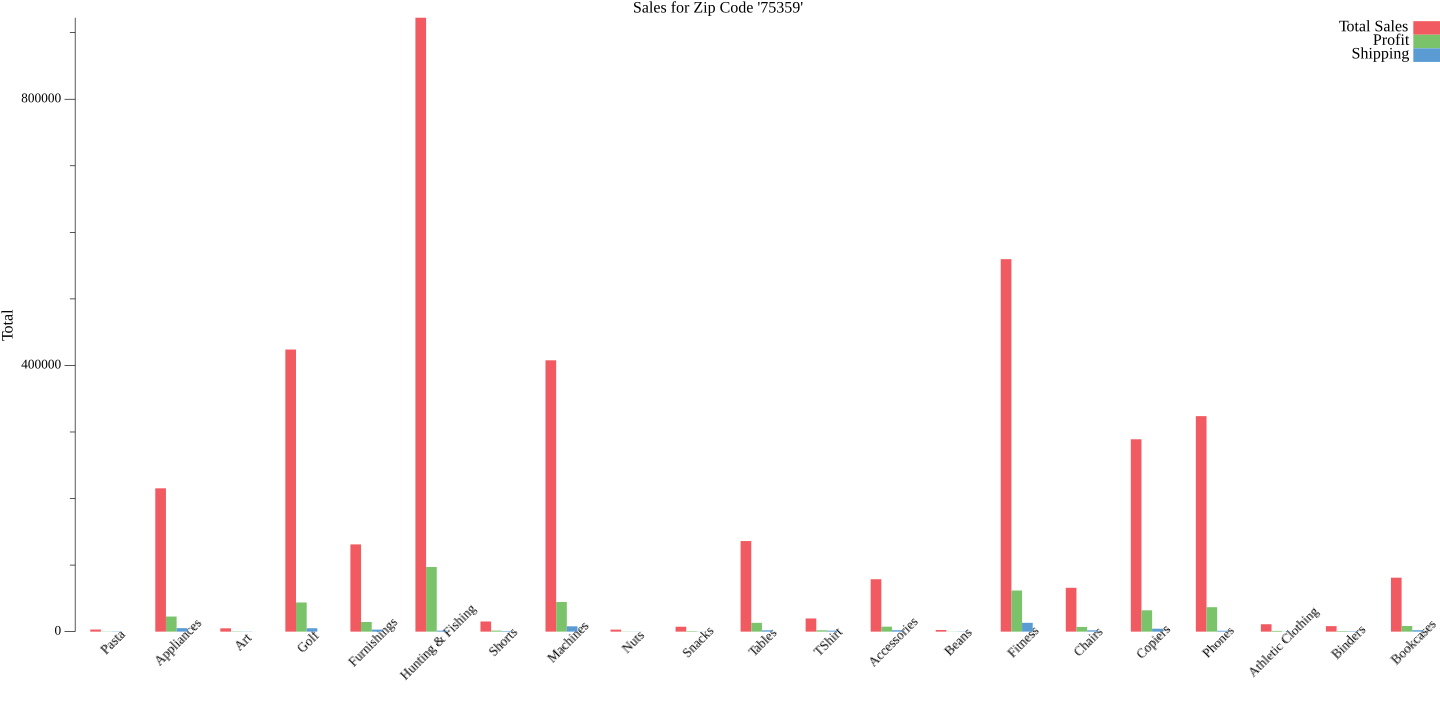 Sales for Zip Code '75359'
Total Sales
Profit
Shipping
800000
400000
0
Total
Pasta
Appliances
Art
Golf
Furnishings
Hunting & Fishing
Shorts
Machines
Nuts
Snacks
Tables
TShirt
Accessories
Beans
Fitness
Chairs
Copiers
Phones
Athletic Clothing
Binders
Bookcases